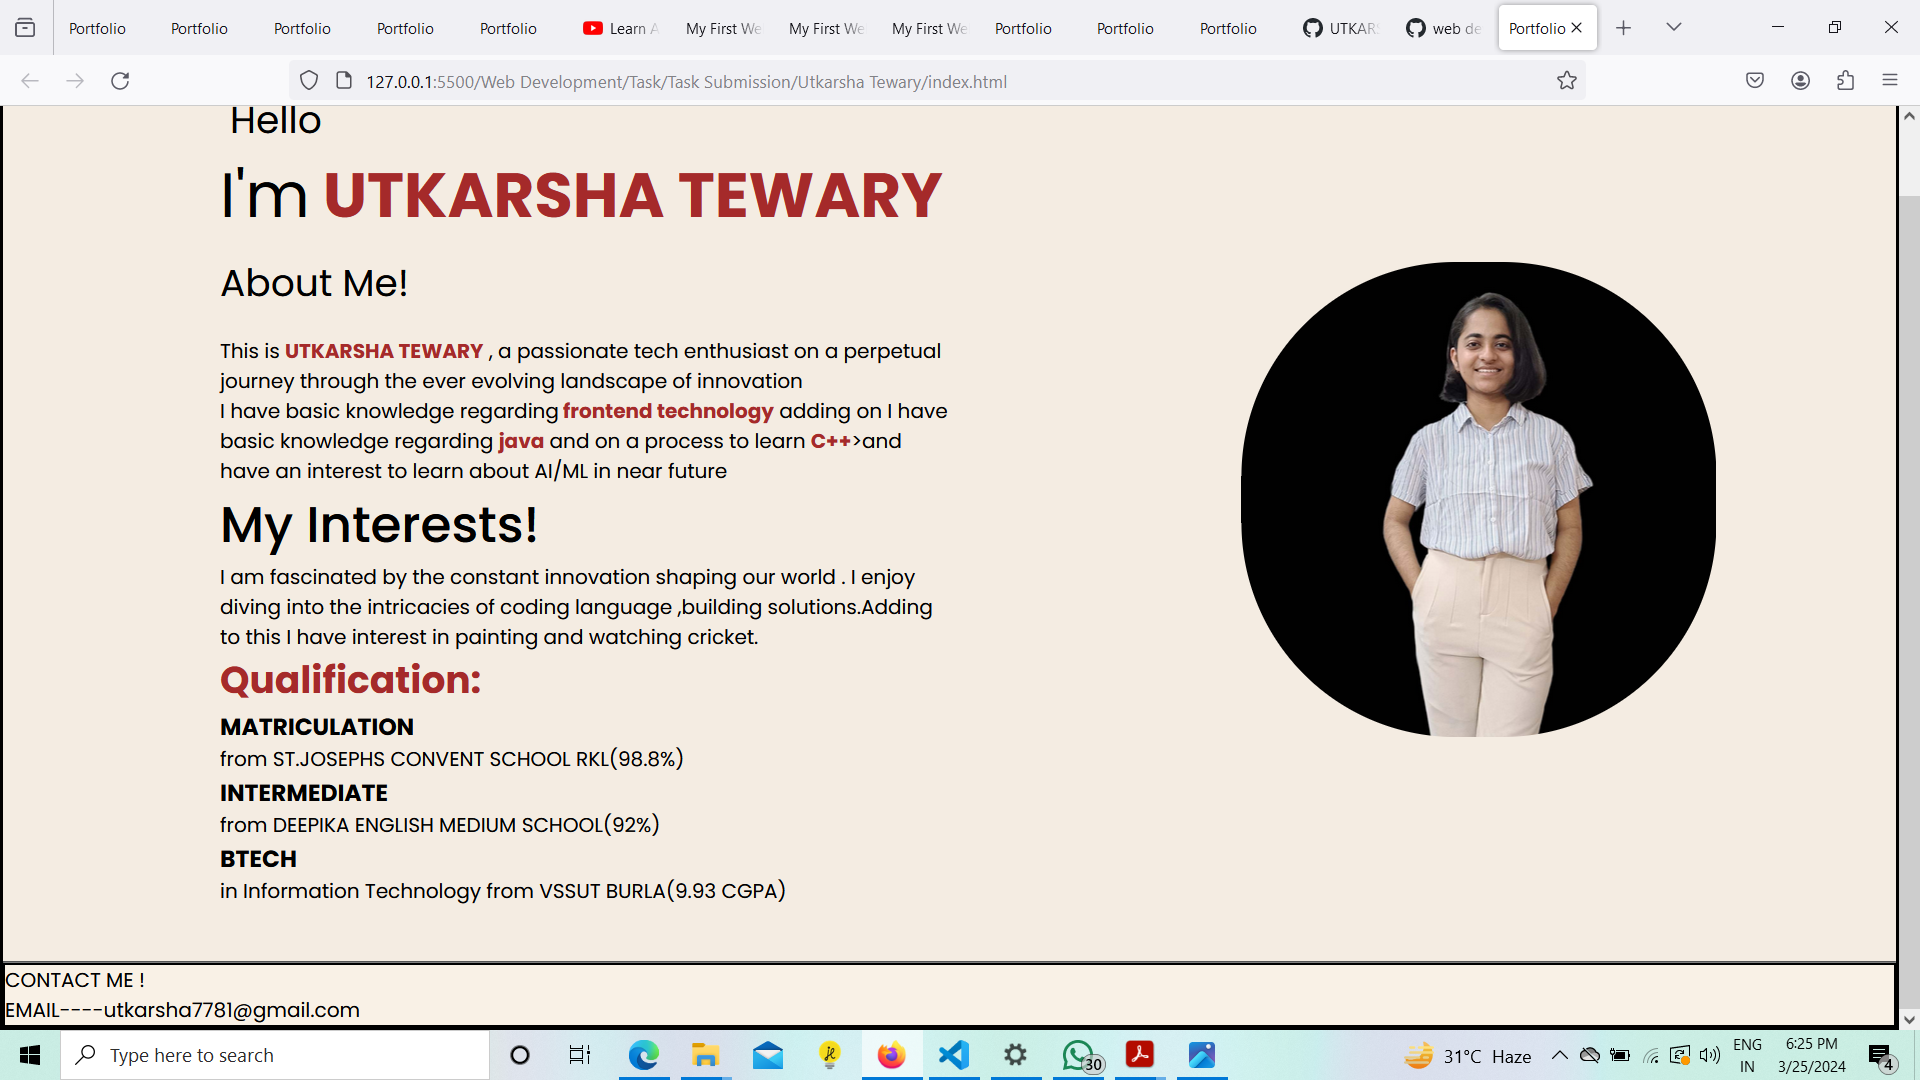 Portfolio
Portfolio
Portfolio
Portfolio
Portfolio
Learn A
My First We
My First We
My First We
Portfolio
Portfolio
Portfolio
UTKAR
web de
Portfolio
127.0.0.1:5500/Web Development/Task/Task Submission/Utkarsha Tewary/index.html
Hello
I'm UTKARSHA TEWARY
About Me!
This is UTKARSHA TEWARY , a passionate tech enthusiast on a perpetual
journey through the ever evolving landscape of innovation
I have basic knowledge regarding frontend technology adding on I have
basic knowledge regarding java and on a process to learn C++>and
have an interest to learn about AI/ML in near future
My Interests!
I am fascinated by the constant innovation shaping our world . I enjoy
diving into the intricacies of coding language ,building solutions.Adding
to this I have interest in painting and watching cricket.
Qualification:
MATRICULATION
from ST.JOSEPHS CONVENT SCHOOL RKL(98.8%)
INTERMEDIATE
from DEEPIKA ENGLISH MEDIUM SCHOOL(92%)
BTECH
in Information Technology from VSSUT BURLA(9.93 CGPA)
CONTACT ME !
EMAIL----utkarsha7781@gmail.com
Type here to search
30
31°C Haze
ENG
IN
6:25 PM
3/25/2024
4